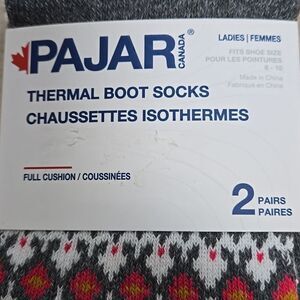 PAJAR
CANADA
®
LADIES | FEMMES
FITS SHOE SIZE
POUR LES POINTURES
6 - 10
Made in China
Fabriqué en Chine
THERMAL BOOT SOCKS
CHAUSSETTES ISOTHERMES
FULL CUSHION / COUSSINÉES
2 PAIRS
PAIRES